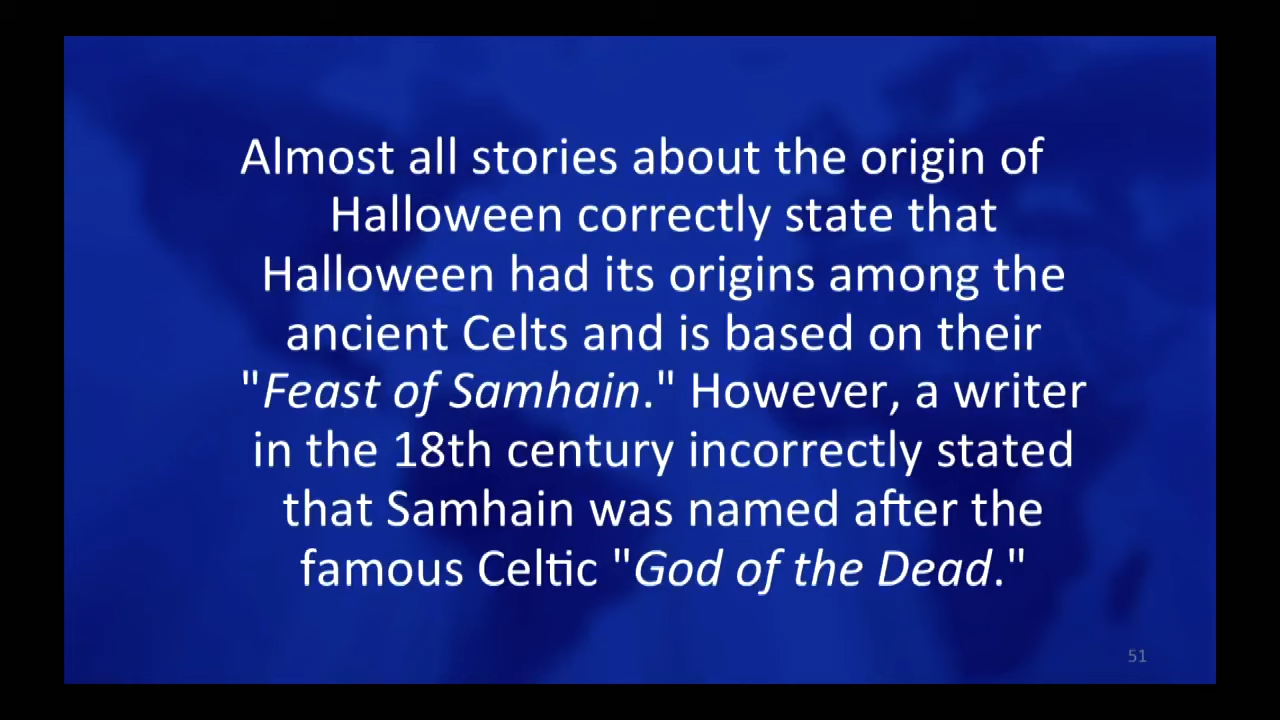 Almost all stories about the origin of
Halloween correctly state that
Halloween had its origins among the
ancient Celts and is based on their
"Feast of Samhain." However, a writer
in the 18th century incorrectly stated
that Samhain was named after the
famous Celtic "God of the Dead."
51